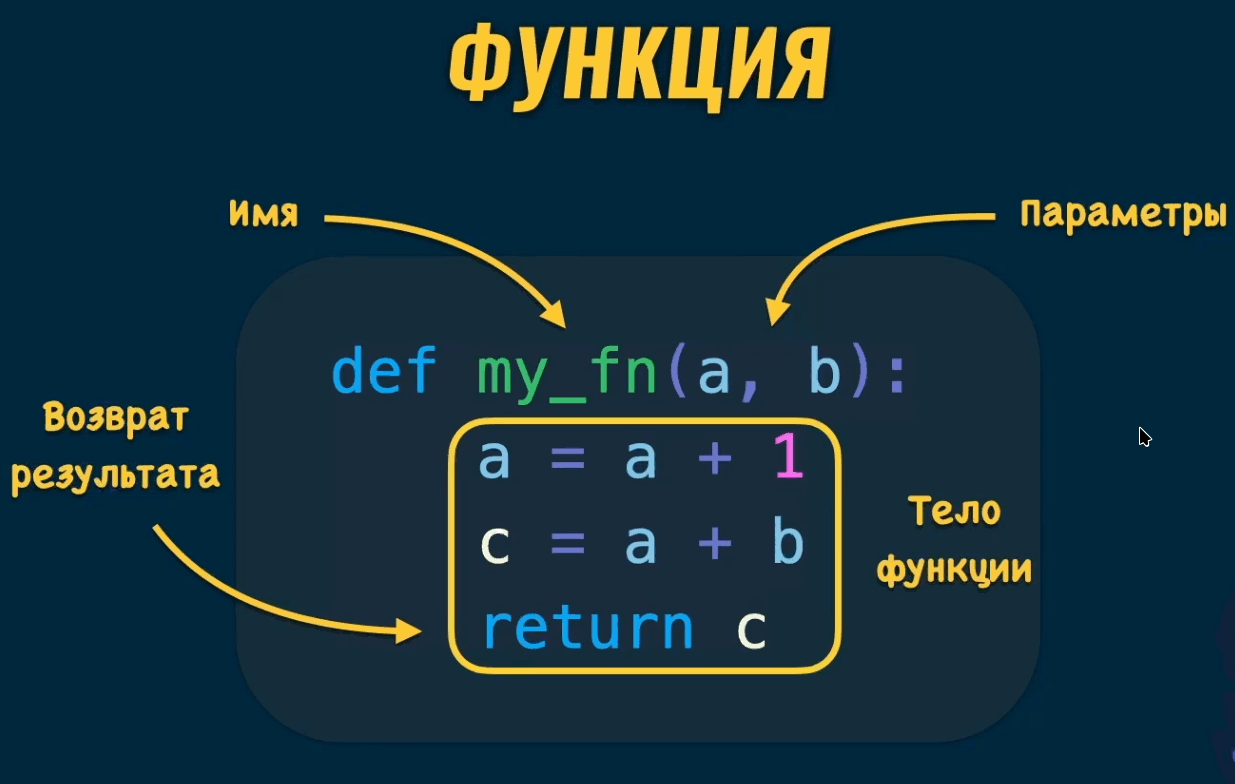 ФУНКЦИЯ
Имя
Параметры
def my_fn(a, b):
Возврат
результата
a = a + 1
c = a + b
return c
Тело
функции